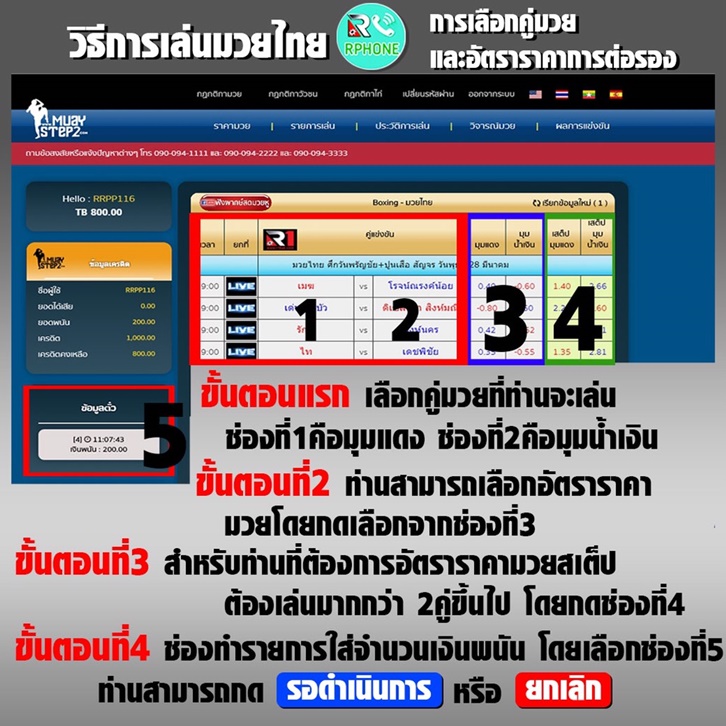 วิธีการเล่นมวยไทย
RPHONE
การเลือกคู่มวย
และอัตราราคาการต่อรอง
กฏกติกามวย กฏกติกาวัวชน กฏกติกาไก่ เปลี่ยนรหัสผ่าน ออกจากระบบ
MUAY
STEP2.COM
ราคามวย | รายการเล่น | ประวัติการเล่น | วิจารณ์มวย | ผลการแข่งขัน
ถามข้อสงสัยหรือแจ้งปัญหาต่างๆ โทร 090-094-1111 และ 090-094-2222 และ 090-094-3333
Hello : RRPP116
TB 800.00
MUAY
STEP2
ข้อมูลเครดิต
ชื่อผู้ใช้ RRPP116
ยอดได้เสีย 0.00
ยอดพนัน 200.00
เครดิต 1,000.00
เครดิตคงเหลือ 800.00
ข้อมูลตั๋ว
[4] 11:07:43
เงินพนัน : 200.00
5
ฟังพากย์สดมวยหู Boxing - มวยไทย เรียกข้อมูลใหม่ ( 1 )
เวลา ยกที่ R1 คู่แข่งขัน มุมแดง มุมน้ำเงิน สเต็ปมุมแดง สเต็ปมุมน้ำเงิน
มวยไทย ศึกวันพรัญชัย+ปุนเสือ สัญจร วันพุธ 28 มีนาคม
9:00 LIVE เมฆ vs โรจน์ณรงค์น้อย -0.60 1.40 2.66
9:00 LIVE vs -0.80
9:00 LIVE vs 0.42
9:00 LIVE vs เดชพิชัย -0.55 1.35 2.81
1 2 3 4
ขั้นตอนแรก เลือกคู่มวยที่ท่านจะเล่น
ช่องที่1คือมุมแดง ช่องที่2คือมุมน้ำเงิน
ขั้นตอนที่2 ท่านสามารถเลือกอัตราราคา
มวยโดยกดเลือกจากช่องที่3
ขั้นตอนที่3 สำหรับท่านที่ต้องการอัตราราคามวยสเต็ป
ต้องเล่นมากกว่า 2คู่ขึ้นไป โดยกดช่องที่4
ขั้นตอนที่4 ช่องทำรายการใส่จำนวนเงินพนัน โดยเลือกช่องที่5
ท่านสามารถกด รอดำเนินการ หรือ ยกเลิก